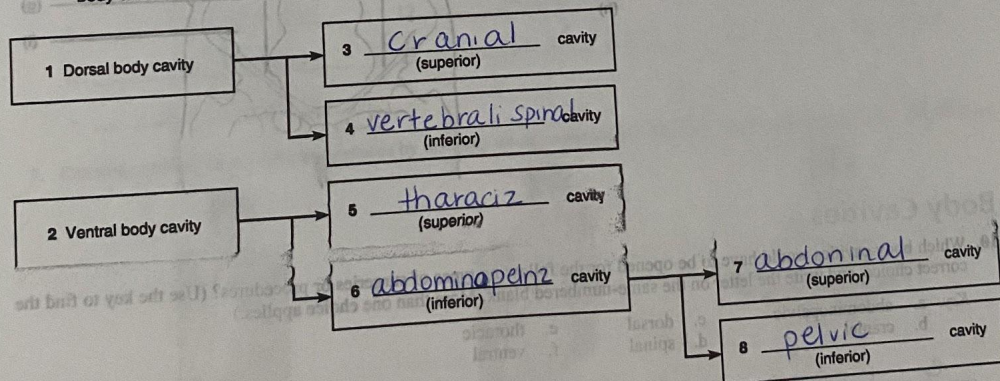 1 Dorsal body cavity
3 cranial cavity
(superior)
4 vertebrali spinal cavity
(inferior)
2 Ventral body cavity
5 tharaciz cavity
(superior)
6 abdominapelnz cavity
(inferior)
7 abdoninal cavity
(superior)
8 pelvic cavity
(inferior)